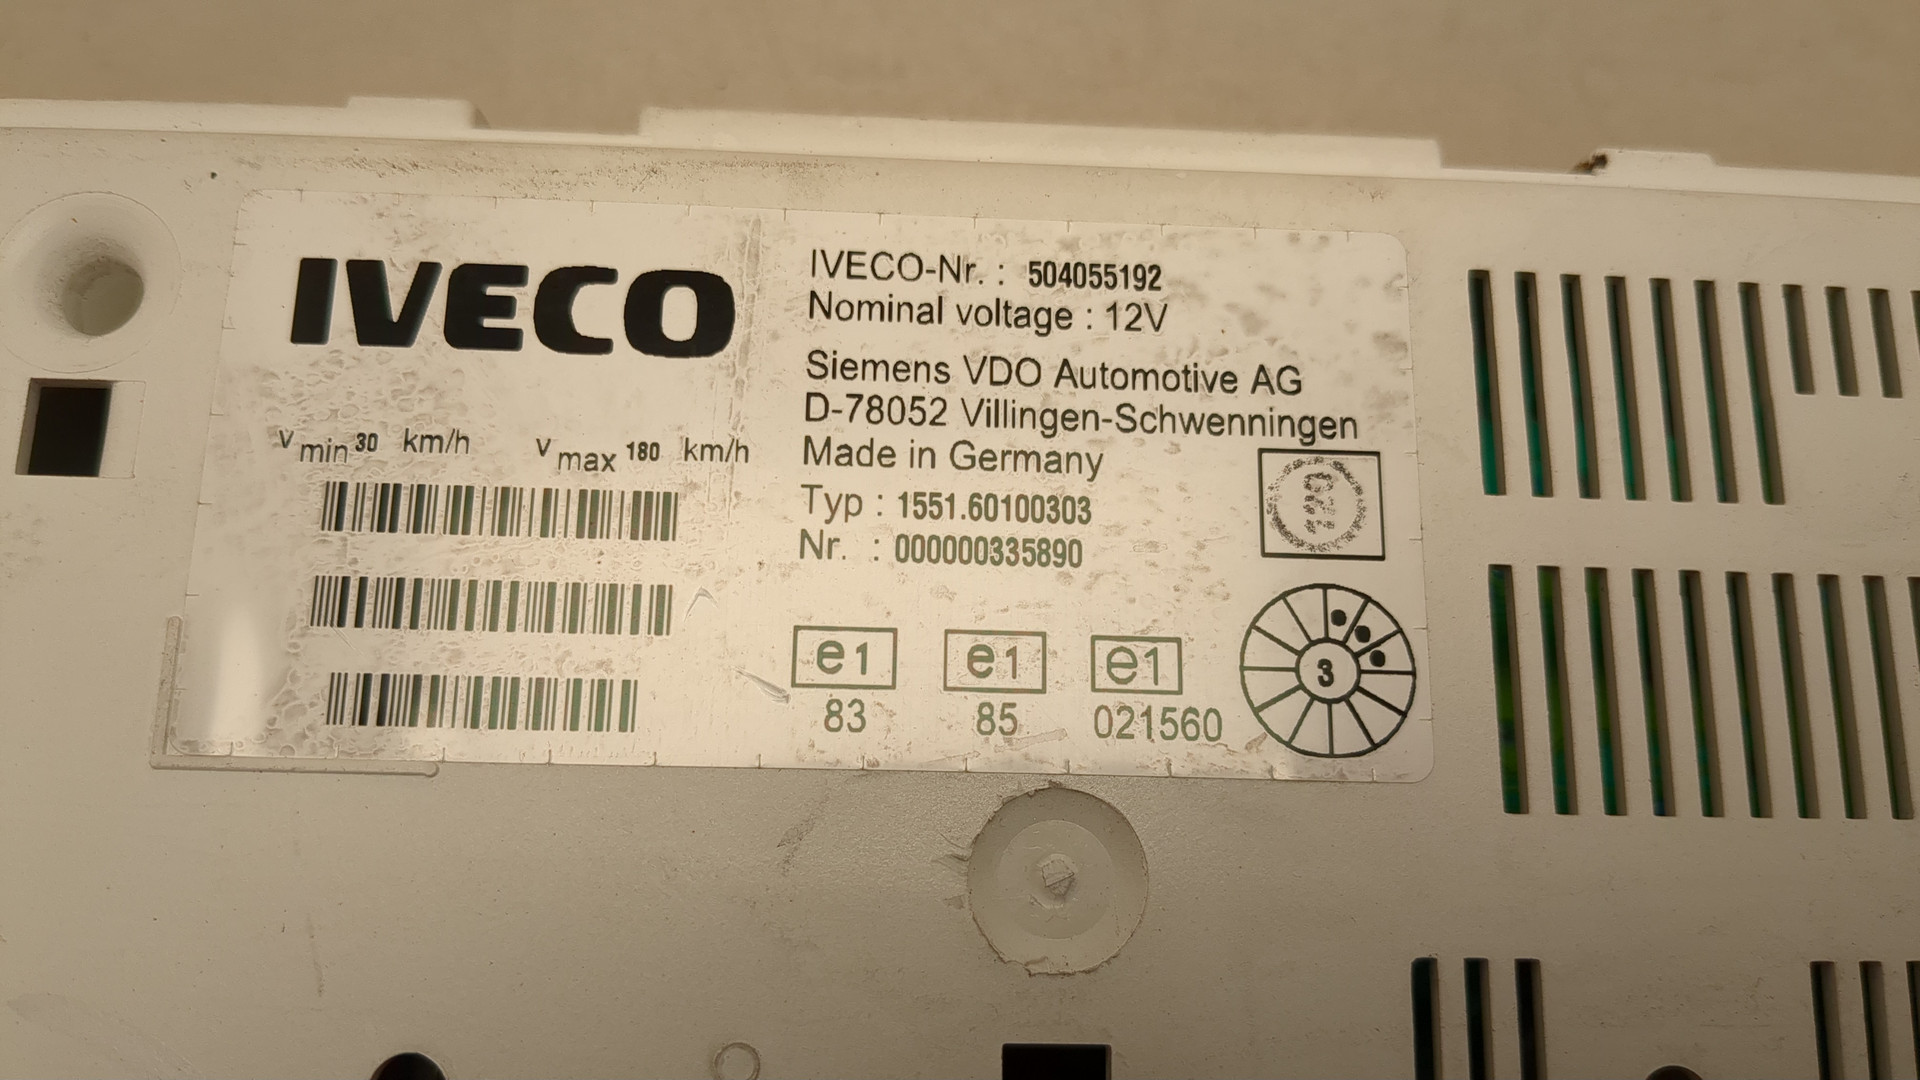 IVECO
V min 30 km/h V max 180 km/h
IVECO-Nr. : 504055192
Nominal voltage : 12V
Siemens VDO Automotive AG
D-78052 Villingen-Schwenningen
Made in Germany
Typ : 1551.60100303
Nr. : 000000335890
e1
83
e1
85
e1
021560
3